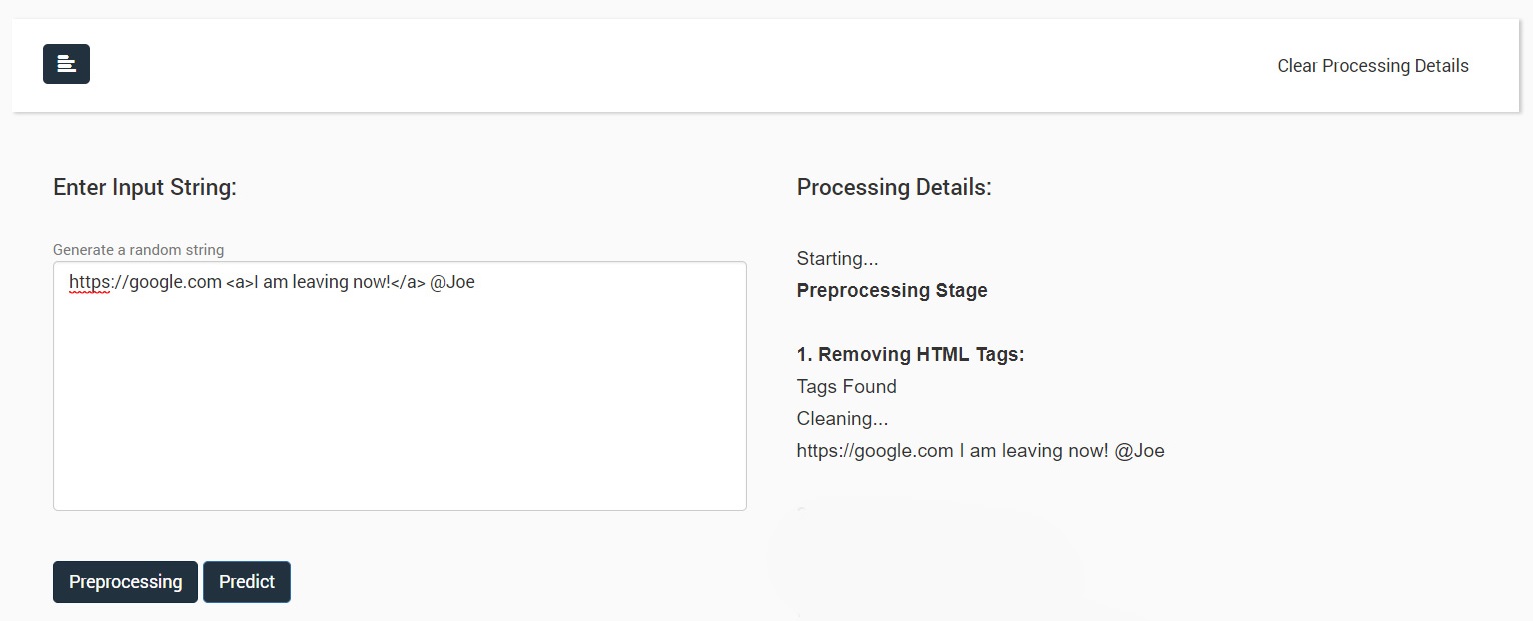 Clear Processing Details
Enter Input String:
Generate a random string
https://google.com <a>I am leaving now!</a> @Joe
Preprocessing Predict
Processing Details:
Starting...
Preprocessing Stage
1. Removing HTML Tags:
Tags Found
Cleaning...
https://google.com I am leaving now! @Joe